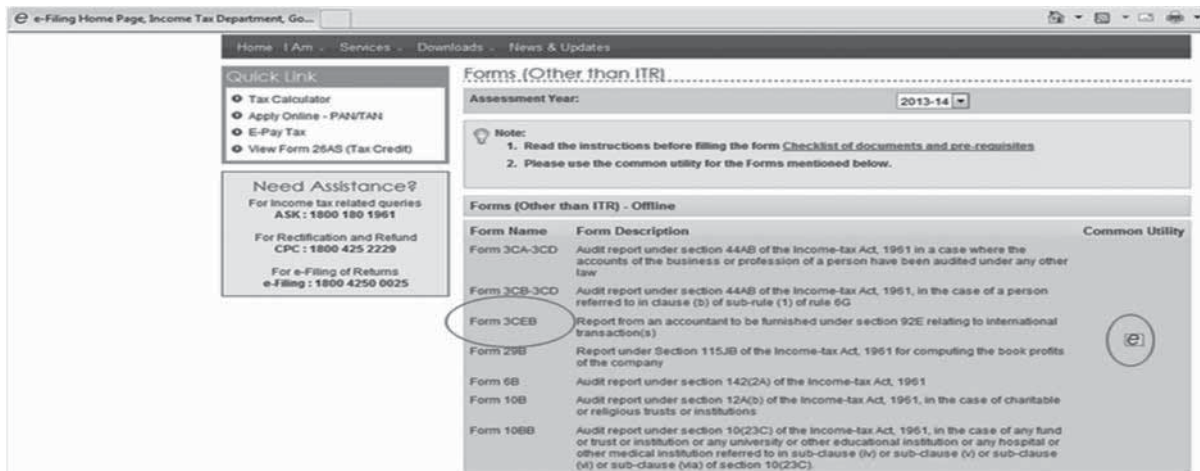 e-Filing Home Page, Income Tax Department, Go...
Home I Am Services Downloads News & Updates
Quick Link
Tax Calculator
Apply Online - PAN/TAN
E-Pay Tax
View Form 26AS (Tax Credit)
Need Assistance?
For Income tax related queries
ASK : 1800 180 1961
For Rectification and Refund
CPC : 1800 425 2229
For e-Filing of Returns
e-Filing : 1800 4250 0025
Forms (Other than ITR)
Assessment Year: 2013-14
Note:
1. Read the instructions before filling the form Checklist of documents and pre-requisites
2. Please use the common utility for the Forms mentioned below.
Forms (Other than ITR) - Offline
Form Name Form Description Common Utility
Form 3CA-3CD Audit report under section 44AB of the Income-tax Act, 1961 in a case where the
accounts of the business or profession of a person have been audited under any other
law
Form 3CB-3CD Audit report under section 44AB of the Income-tax Act, 1961, in the case of a person
referred to in clause (b) of sub-rule (1) of rule 6G
Form 3CEB Report from an accountant to be furnished under section 92E relating to international
transaction(s)
Form 29B Report under Section 115JB of the Income-tax Act, 1961 for computing the book profits
of the company
Form 6B Audit report under section 142(2A) of the Income-tax Act, 1961
Form 10B Audit report under section 12A(b) of the Income-tax Act, 1961, in the case of charitable
or religious trusts or institutions
Form 10BB Audit report under section 10(23C) of the Income-tax Act, 1961, in the case of any fund
or trust or institution or any university or other educational institution or any hospital or
other medical institution referred to in sub-clause (iv) or sub-clause (v) or sub-clause
(vi) or sub-clause (via) of section 10(23C).